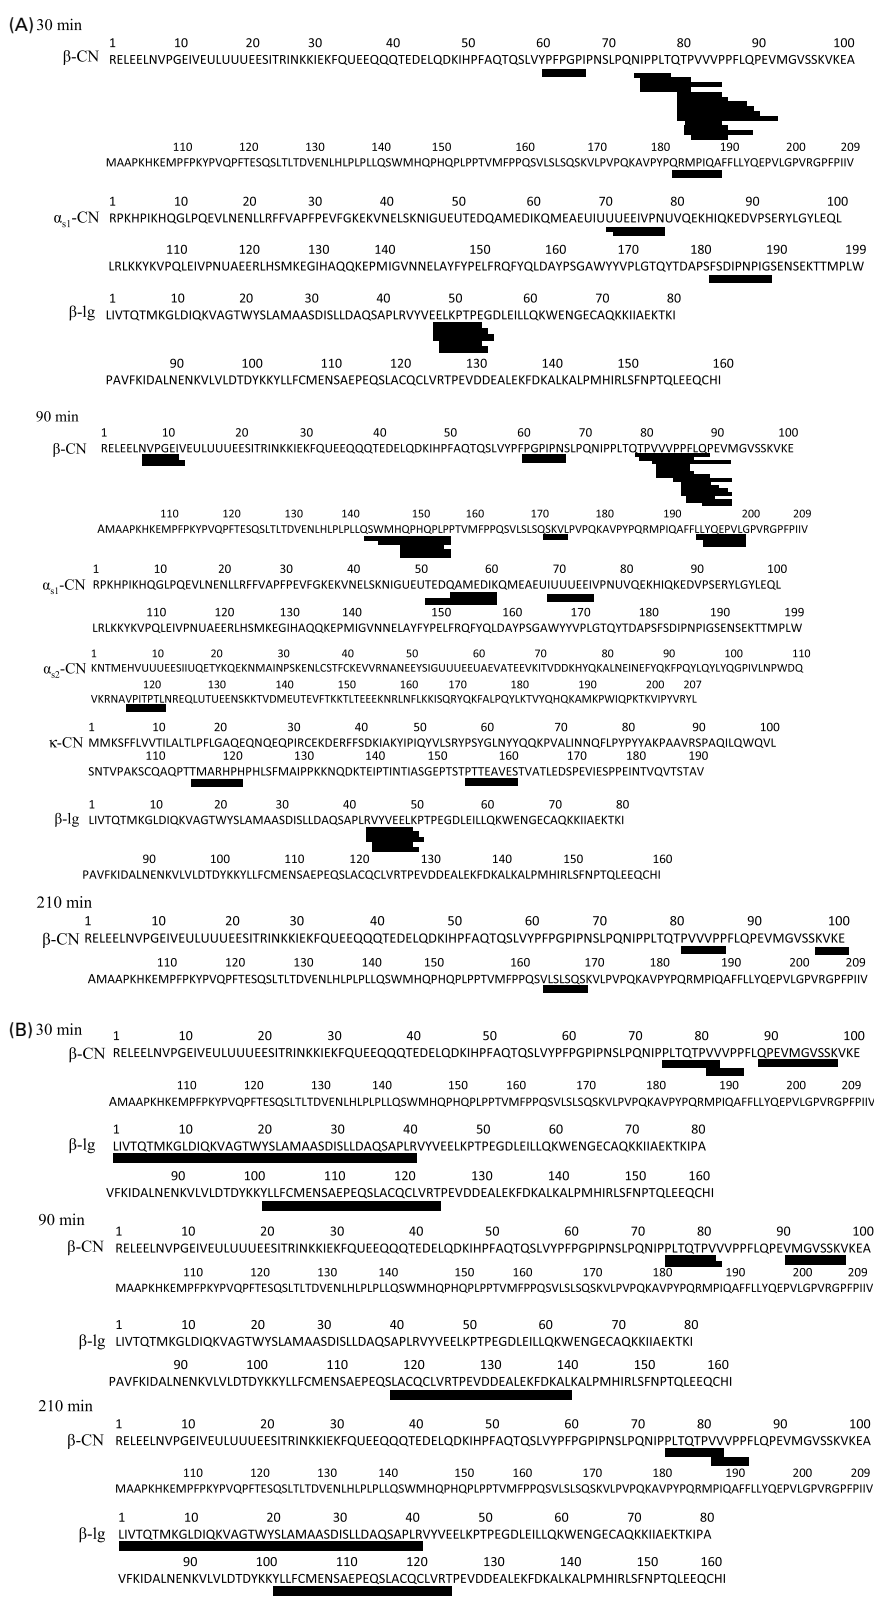 (A) 30 min
1 10 20 30 40 50 60 70 80 90 100
β-CN RELEELNVPGEIVEULUUUEESITRINKKIEKFQUEEQQQTEDELQDKIHPFAQTQSLVYPFPGPIPNSLPQNIPPLTQTPVVVPPFLQPEVMGVSSKVKEA
110 120 130 140 150 160 170 180 190 200 209
MAAPKHKEMPFPKYPVQPFTESQSLTLTDVENLHLPLPLLQSWMHQPHQPLPPTVMFPPQSVLSLSQSKVLPVPQKAVPYPQRMPIQAFFLLYQEPVLGPVRGPFPIIV
αs1-CN 1 10 20 30 40 50 60 70 80 90 100
RPKHPIKHQGLPQEVLNENLLRFFVAPFPEVFGKEKVNELSKNIGUEUTEDQAMEDIKQMEAEUIUUUEEIVPNUVQEKHIQKEDVPSERYLGYLEQL
110 120 130 140 150 160 170 180 190 199
LRLKKYKVPQLEIVPNUAEERLHSMKEGIHAQQKEPMIGVNNELAYFYPELFRQFYQLDAYPSGAWYYVPLGTQYTDAPSFSDIPNPIGSENSEKTTMPLW
1 10 20 30 40 50 60 70 80
β-lg LIVTQTMKGLDIQKVAGTWYSLAMAASDISLLDAQSAPLRVYVEELKPTPEGDLEILLQKWENGECAQKKIIAEKTKI
90 100 110 120 130 140 150 160
PAVFKIDALNENKVLVLDTDYKKYLLFCMENSAEPEQSLACQCLVRTPEVDDEALEKFDKALKALPMHIRLSFNPTQLEEQCHI
90 min
1 10 20 30 40 50 60 70 80 90 100
β-CN RELEELNVPGEIVEULUUUEESITRINKKIEKFQUEEQQQTEDELQDKIHPFAQTQSLVYPFPGPIPNSLPQNIPPLTQTPVVVPPFLQPEVMGVSSKVKE
110 120 130 140 150 160 170 180 190 200 209
AMAAPKHKEMPFPKYPVQPFTESQSLTLTDVENLHLPLPLLQSWMHQPHQPLPPTVMFPPQSVLSLSQSKVLPVPQKAVPYPQRMPIQAFFLLYQEPVLGPVRGPFPIIV
1 10 20 30 40 50 60 70 80 90 100
αs1-CN RPKHPIKHQGLPQEVLNENLLRFFVAPFPEVFGKEKVNELSKNIGUEUTEDQAMEDIKQMEAEUIUUUEEIVPNUVQEKHIQKEDVPSERYLGYLEQL
110 120 130 140 150 160 170 180 190 199
LRLKKYKVPQLEIVPNUAEERLHSMKEGIHAQQKEPMIGVNNELAYFYPELFRQFYQLDAYPSGAWYYVPLGTQYTDAPSFSDIPNPIGSENSEKTTMPLW
1 10 20 30 40 50 60 70 80 90 100 110
αs2-CN KNTMEHVUUUEESIIUQETYKQEKNMAINPSKENLCSTFCKEVVRNANEEYSIGUUUEEUAEVATEEVKITVDDKHYQKALNEINEFYQKFPQYLQYLYQGPIVLNPWDQ
120 130 140 150 160 170 180 190 200 207
VKRNAVPITPTLNREQLUTUEENSKKTVDMEUTEVFTKKTLTEEEKNRLNFLKKISQRYQKFALPQYLKTVYQHQKAMKPWIQPKTKVIPYVRYL
1 10 20 30 40 50 60 70 80 90 100
κ-CN MMKSFFLVVTILALTLPFLGAQEQNQEQPIRCEKDERFFSDKIAKYIPIQYVLSRYPSYGLNYYQQKPVALINNQFLPYPYYAKPAAVRSPAQILQWQVL
110 120 130 140 150 160 170 180 190
SNTVPAKSCQAQPTTMARHPHPHLSFMAIPPKKNQDKTEIPTINTIASGEPTSTPTTEAVESTVATLEDSPEVIESPPEINTVQVTSTAV
1 10 20 30 40 50 60 70 80
β-lg LIVTQTMKGLDIQKVAGTWYSLAMAASDISLLDAQSAPLRVYVEELKPTPEGDLEILLQKWENGECAQKKIIAEKTKI
90 100 110 120 130 140 150 160
PAVFKIDALNENKVLVLDTDYKKYLLFCMENSAEPEQSLACQCLVRTPEVDDEALEKFDKALKALPMHIRLSFNPTQLEEQCHI
210 min
1 10 20 30 40 50 60 70 80 90 100
β-CN RELEELNVPGEIVEULUUUEESITRINKKIEKFQUEEQQQTEDELQDKIHPFAQTQSLVYPFPGPIPNSLPQNIPPLTQTPVVVPPFLQPEVMGVSSKVKE
110 120 130 140 150 160 170 180 190 200 209
AMAAPKHKEMPFPKYPVQPFTESQSLTLTDVENLHLPLPLLQSWMHQPHQPLPPTVMFPPQSVLSLSQSKVLPVPQKAVPYPQRMPIQAFFLLYQEPVLGPVRGPFPIIV
(B) 30 min
1 10 20 30 40 50 60 70 80 90 100
β-CN RELEELNVPGEIVEULUUUEESITRINKKIEKFQUEEQQQTEDELQDKIHPFAQTQSLVYPFPGPIPNSLPQNIPPLTQTPVVVPPFLQPEVMGVSSKVKE
110 120 130 140 150 160 170 180 190 200 209
AMAAPKHKEMPFPKYPVQPFTESQSLTLTDVENLHLPLPLLQSWMHQPHQPLPPTVMFPPQSVLSLSQSKVLPVPQKAVPYPQRMPIQAFFLLYQEPVLGPVRGPFPIIV
1 10 20 30 40 50 60 70 80
β-lg LIVTQTMKGLDIQKVAGTWYSLAMAASDISLLDAQSAPLRVYVEELKPTPEGDLEILLQKWENGECAQKKIIAEKTKIPA
90 100 110 120 130 140 150 160
VFKIDALNENKVLVLDTDYKKYLLFCMENSAEPEQSLACQCLVRTPEVDDEALEKFDKALKALPMHIRLSFNPTQLEEQCHI
90 min
1 10 20 30 40 50 60 70 80 90 100
β-CN RELEELNVPGEIVEULUUUEESITRINKKIEKFQUEEQQQTEDELQDKIHPFAQTQSLVYPFPGPIPNSLPQNIPPLTQTPVVVPPFLQPEVMGVSSKVKEA
110 120 130 140 150 160 170 180 190 200 209
MAAPKHKEMPFPKYPVQPFTESQSLTLTDVENLHLPLPLLQSWMHQPHQPLPPTVMFPPQSVLSLSQSKVLPVPQKAVPYPQRMPIQAFFLLYQEPVLGPVRGPFPIIV
1 10 20 30 40 50 60 70 80
β-lg LIVTQTMKGLDIQKVAGTWYSLAMAASDISLLDAQSAPLRVYVEELKPTPEGDLEILLQKWENGECAQKKIIAEKTKI
90 100 110 120 130 140 150 160
PAVFKIDALNENKVLVLDTDYKKYLLFCMENSAEPEQSLACQCLVRTPEVDDEALEKFDKALKALPMHIRLSFNPTQLEEQCHI
210 min
1 10 20 30 40 50 60 70 80 90 100
β-CN RELEELNVPGEIVEULUUUEESITRINKKIEKFQUEEQQQTEDELQDKIHPFAQTQSLVYPFPGPIPNSLPQNIPPLTQTPVVVPPFLQPEVMGVSSKVKEA
110 120 130 140 150 160 170 180 190 200 209
MAAPKHKEMPFPKYPVQPFTESQSLTLTDVENLHLPLPLLQSWMHQPHQPLPPTVMFPPQSVLSLSQSKVLPVPQKAVPYPQRMPIQAFFLLYQEPVLGPVRGPFPIIV
1 10 20 30 40 50 60 70 80
β-lg LIVTQTMKGLDIQKVAGTWYSLAMAASDISLLDAQSAPLRVYVEELKPTPEGDLEILLQKWENGECAQKKIIAEKTKIPA
90 100 110 120 130 140 150 160
VFKIDALNENKVLVLDTDYKKYLLFCMENSAEPEQSLACQCLVRTPEVDDEALEKFDKALKALPMHIRLSFNPTQLEEQCHI